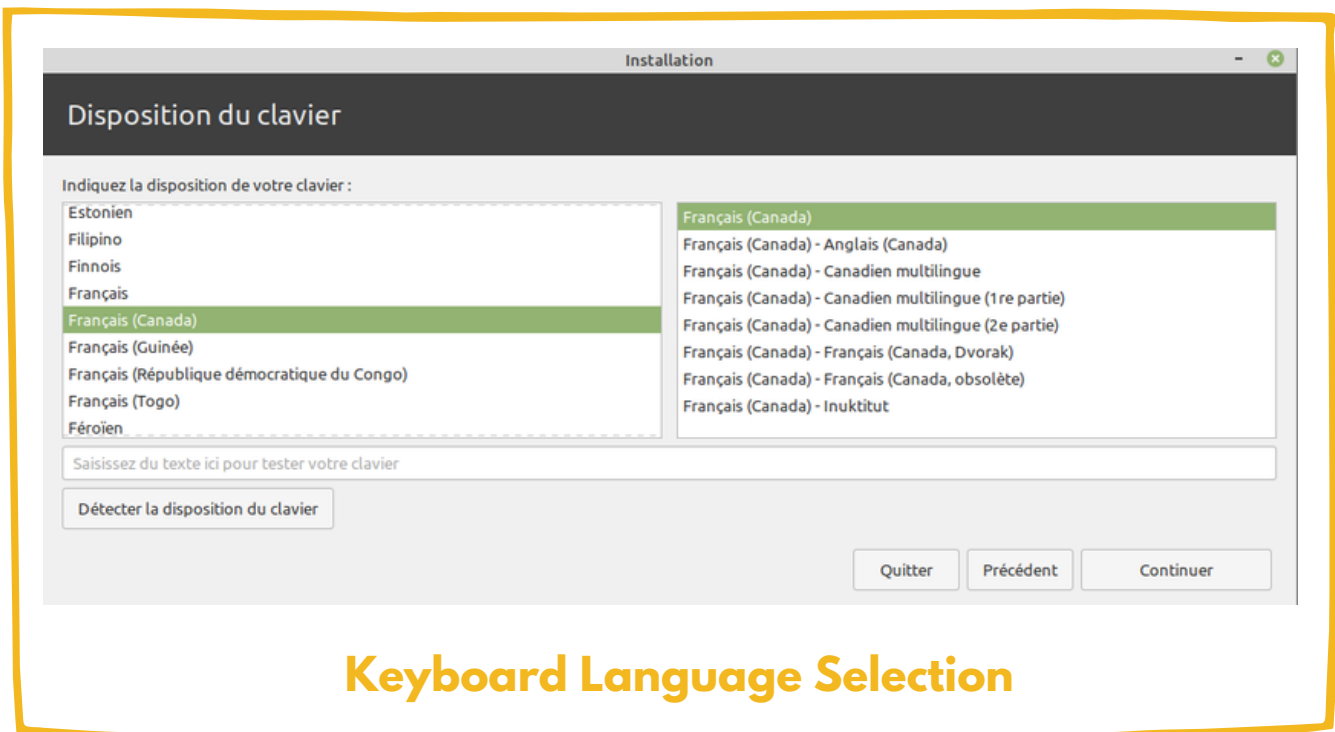 Installation
Disposition du clavier
Indiquez la disposition de votre clavier :
Estonien
Filipino
Finnois
Français
Français (Canada)
Français (Guinée)
Français (République démocratique du Congo)
Français (Togo)
Féroïen
Français (Canada)
Français (Canada) - Anglais (Canada)
Français (Canada) - Canadien multilingue
Français (Canada) - Canadien multilingue (1re partie)
Français (Canada) - Canadien multilingue (2e partie)
Français (Canada) - Français (Canada, Dvorak)
Français (Canada) - Français (Canada, obsolète)
Français (Canada) - Inuktitut
Saisissez du texte ici pour tester votre clavier
Détecter la disposition du clavier
Quitter Précédent Continuer
Keyboard Language Selection